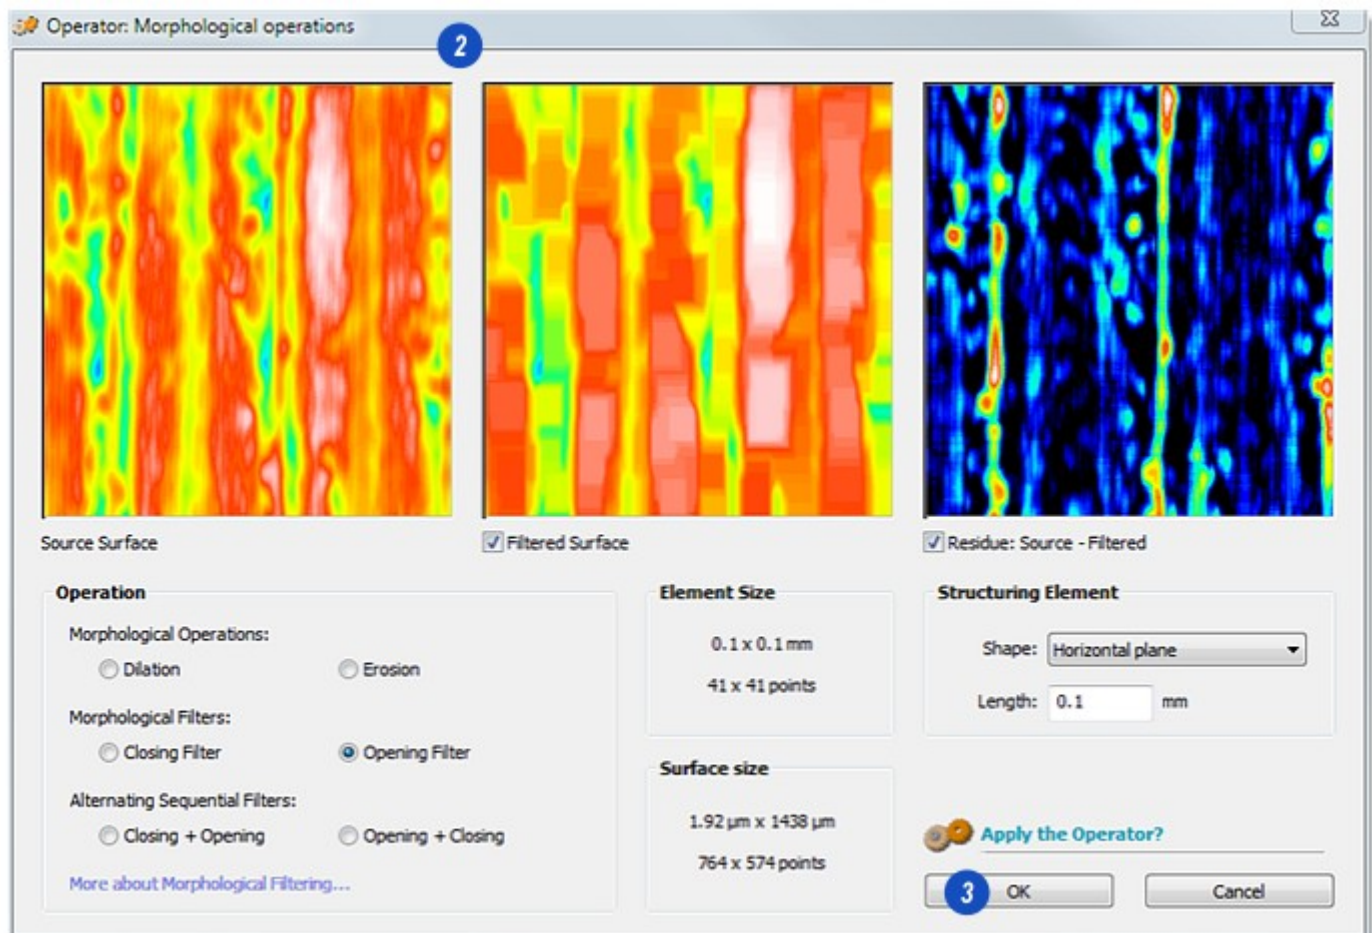 Operator: Morphological operations
2
Source Surface
Filtered Surface
Residue: Source - Filtered
Operation
Morphological Operations:
Dilation
Erosion
Morphological Filters:
Closing Filter
Opening Filter
Alternating Sequential Filters:
Closing + Opening
Opening + Closing
More about Morphological Filtering...
Element Size
0.1 x 0.1 mm
41 x 41 points
Surface size
1.92 µm x 1438 µm
764 x 574 points
Structuring Element
Shape: Horizontal plane
Length: 0.1 mm
Apply the Operator?
3 OK
Cancel